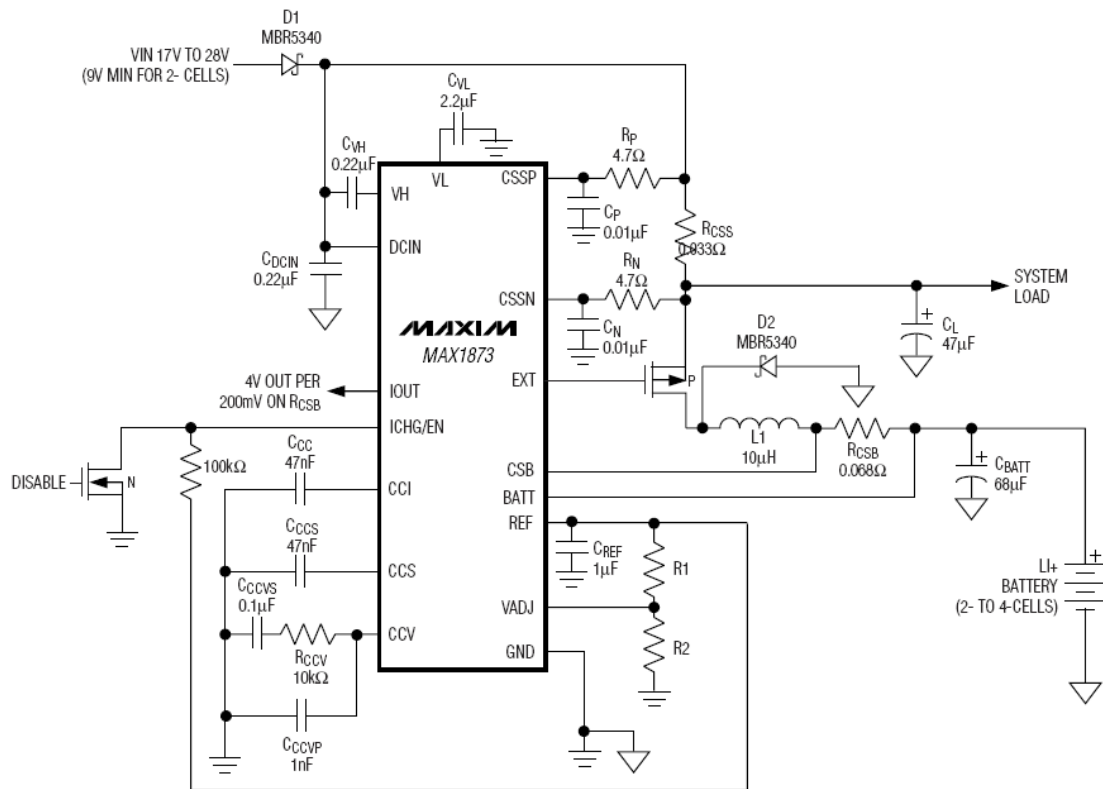 D1
MBR5340
VIN 17V TO 28V
(9V MIN FOR 2- CELLS)
CVL
2.2µF
CVH
0.22µF
VL
VH
DCIN
CDCIN
0.22µF
CSSP
RP
4.7Ω
CP
0.01µF
RCSS
0.033Ω
RN
4.7Ω
CSSN
CN
0.01µF
SYSTEM
LOAD
CL
47µF
+
MAXIM
MAX1873
D2
MBR5340
EXT
P
4V OUT PER
200mV ON RCSB
IOUT
ICHG/EN
L1
10µH
RCSB
0.068Ω
CBATT
68µF
+
CSB
BATT
DISABLE
N
100kΩ
CCC
47nF
CCI
CCCS
47nF
CCS
CCCVS
0.1µF
RCCV
10kΩ
CCV
CCCVP
1nF
REF
CREF
1µF
R1
VADJ
R2
GND
LI+
BATTERY
(2- TO 4-CELLS)
+